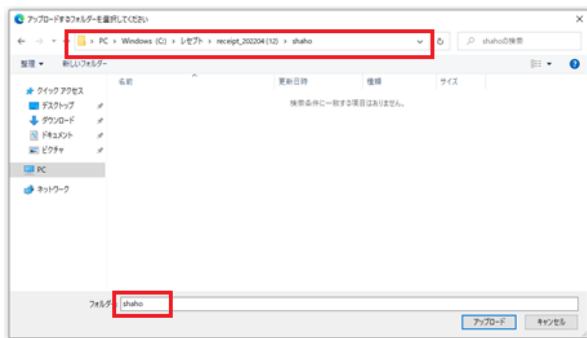 アップロードするフォルダーを選択してください
PC › Windows (C:) › レセプト › receipt_202204 (12) › shaho
shahoの検索
整理 新しいフォルダー
名前 更新日時 種類 サイズ
検索条件に一致する項目はありません。
クイック アクセス
デスクトップ
ダウンロード
ドキュメント
ピクチャ
PC
ネットワーク
フォルダー: shaho
アップロード キャンセル